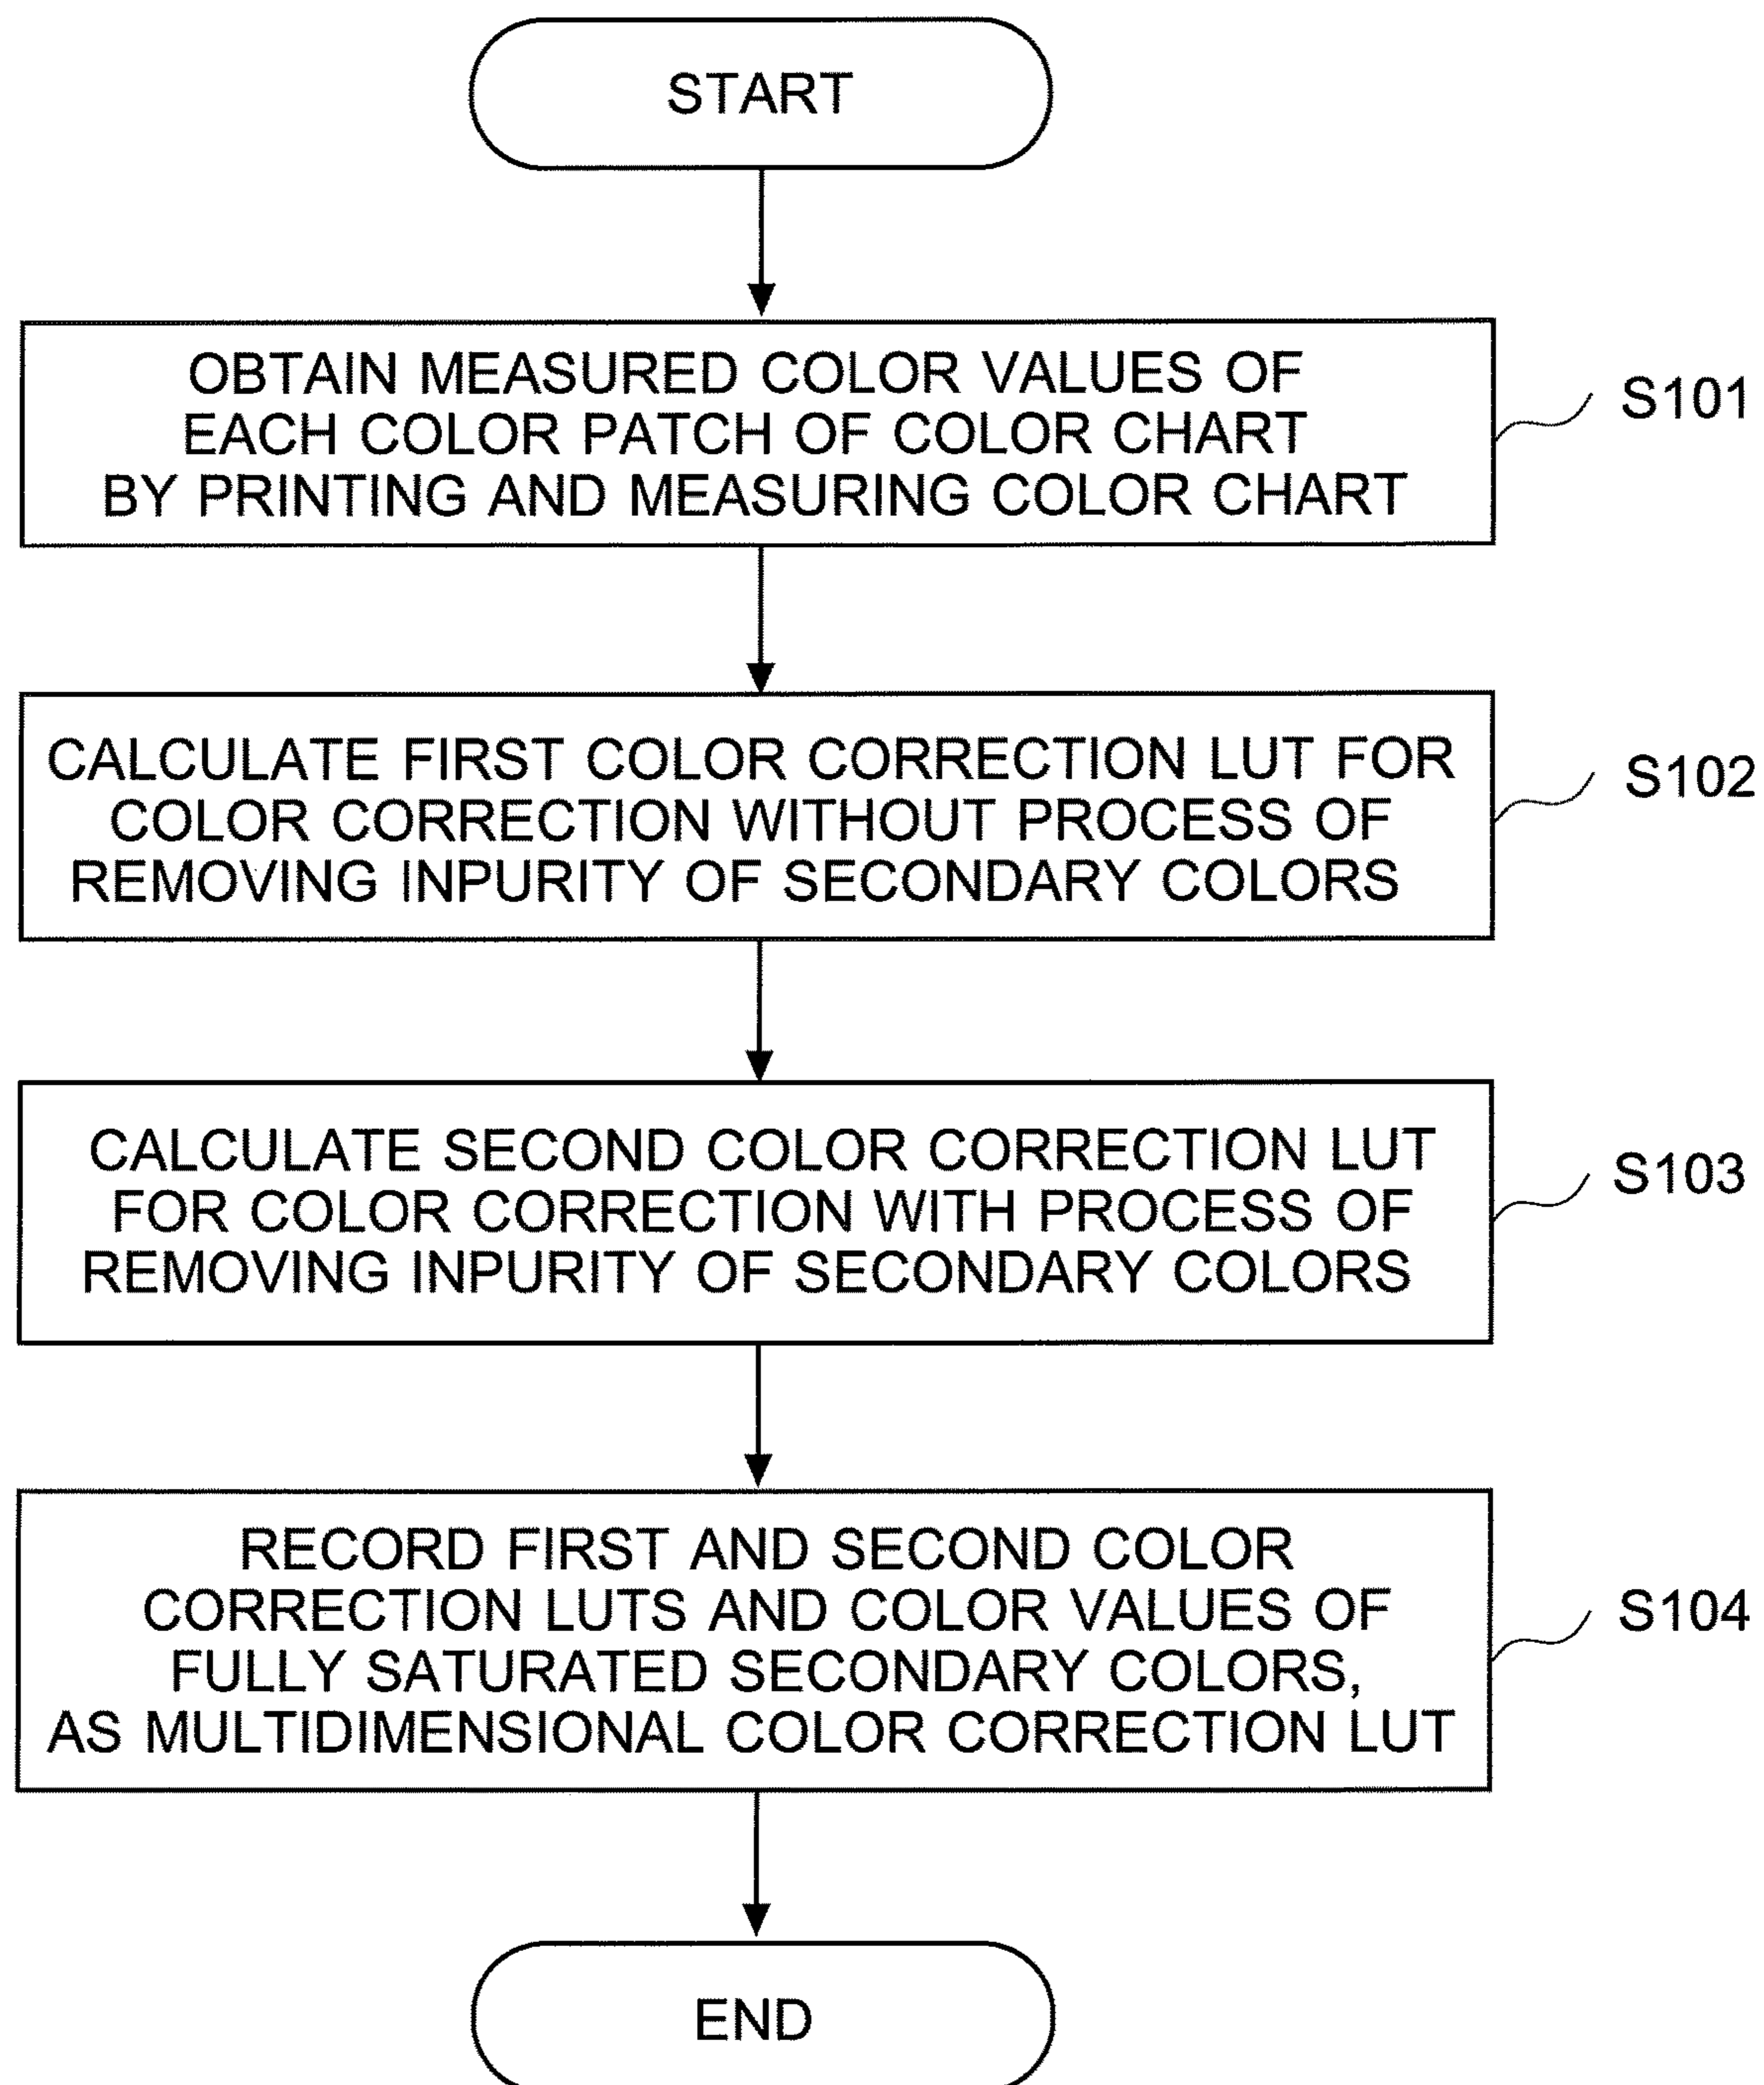 START
OBTAIN MEASURED COLOR VALUES OF
EACH COLOR PATCH OF COLOR CHART
BY PRINTING AND MEASURING COLOR CHART
S101
CALCULATE FIRST COLOR CORRECTION LUT FOR
COLOR CORRECTION WITHOUT PROCESS OF
REMOVING INPURITY OF SECONDARY COLORS
S102
CALCULATE SECOND COLOR CORRECTION LUT
FOR COLOR CORRECTION WITH PROCESS OF
REMOVING INPURITY OF SECONDARY COLORS
S103
RECORD FIRST AND SECOND COLOR
CORRECTION LUTS AND COLOR VALUES OF
FULLY SATURATED SECONDARY COLORS,
AS MULTIDIMENSIONAL COLOR CORRECTION LUT
S104
END